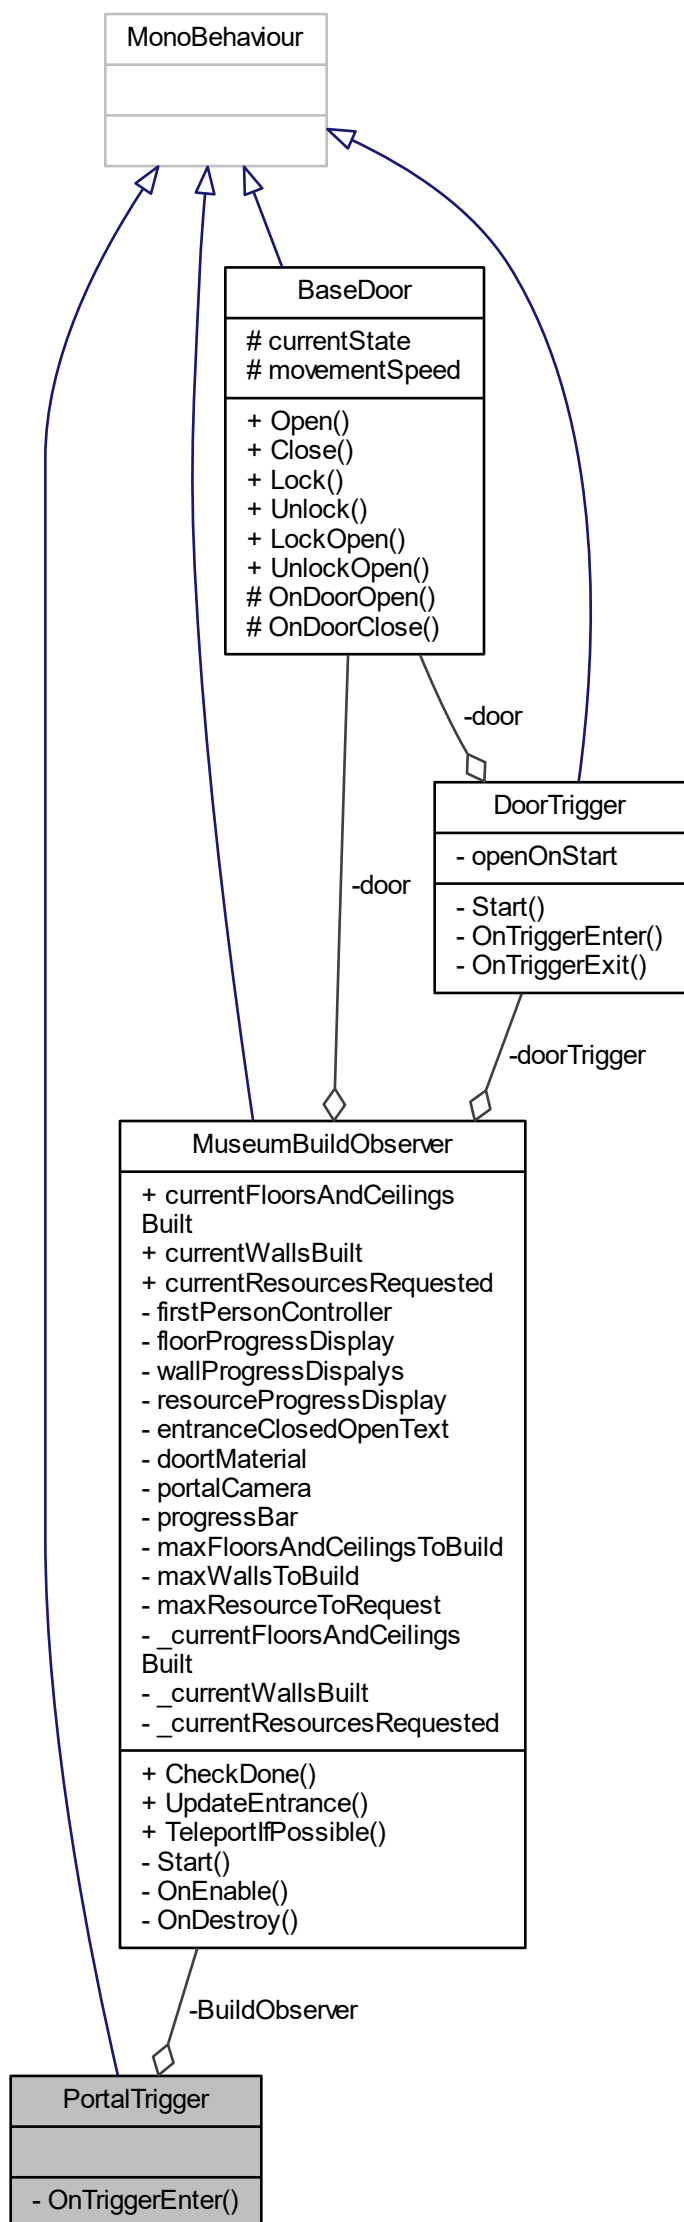 MonoBehaviour
BaseDoor
# currentState
# movementSpeed
+ Open()
+ Close()
+ Lock()
+ Unlock()
+ LockOpen()
+ UnlockOpen()
# OnDoorOpen()
# OnDoorClose()
-door
DoorTrigger
- openOnStart
- Start()
- OnTriggerEnter()
- OnTriggerExit()
-door
-doorTrigger
MuseumBuildObserver
+ currentFloorsAndCeilings
Built
+ currentWallsBuilt
+ currentResourcesRequested
- firstPersonController
- floorProgressDisplay
- wallProgressDispalys
- resourceProgressDisplay
- entranceClosedOpenText
- doortMaterial
- portalCamera
- progressBar
- maxFloorsAndCeilingsToBuild
- maxWallsToBuild
- maxResourceToRequest
- _currentFloorsAndCeilings
Built
- _currentWallsBuilt
- _currentResourcesRequested
+ CheckDone()
+ UpdateEntrance()
+ TeleportIfPossible()
- Start()
- OnEnable()
- OnDestroy()
-BuildObserver
PortalTrigger
- OnTriggerEnter()